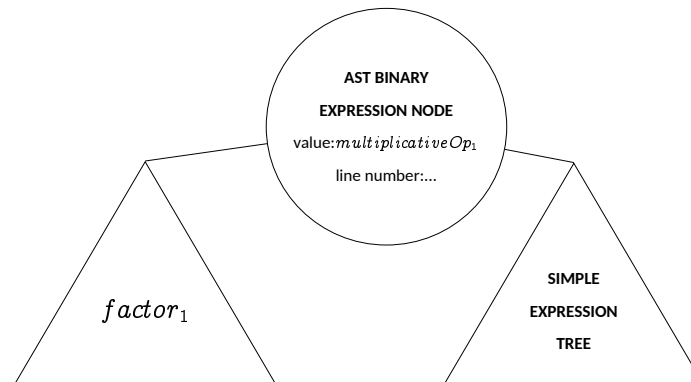 AST BINARY
EXPRESSION NODE
value:multiplicativeOp₁
line number:...
factor₁
SIMPLE
EXPRESSION
TREE